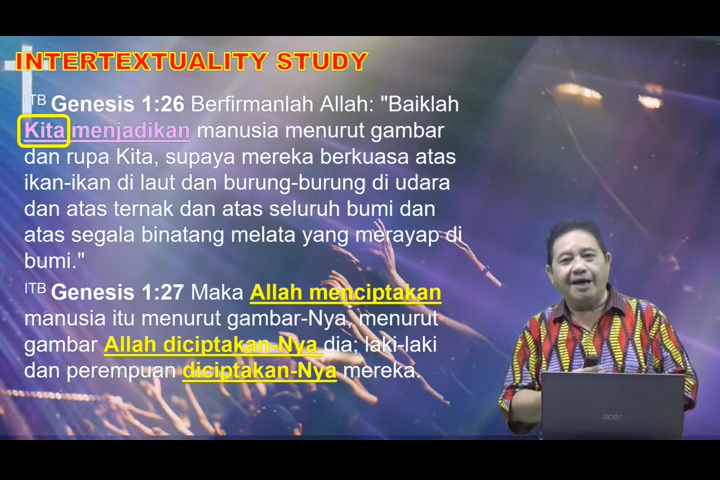 INTERTEXTUALITY STUDY
ITB Genesis 1:26 Berfirmanlah Allah: "Baiklah
Kita menjadikan manusia menurut gambar
dan rupa Kita, supaya mereka berkuasa atas
ikan-ikan di laut dan burung-burung di udara
dan atas ternak dan atas seluruh bumi dan
atas segala binatang melata yang merayap di
bumi."
ITB Genesis 1:27 Maka Allah menciptakan
manusia itu menurut gambar-Nya, menurut
gambar Allah diciptakan-Nya dia; laki-laki
dan perempuan diciptakan-Nya mereka.
acer